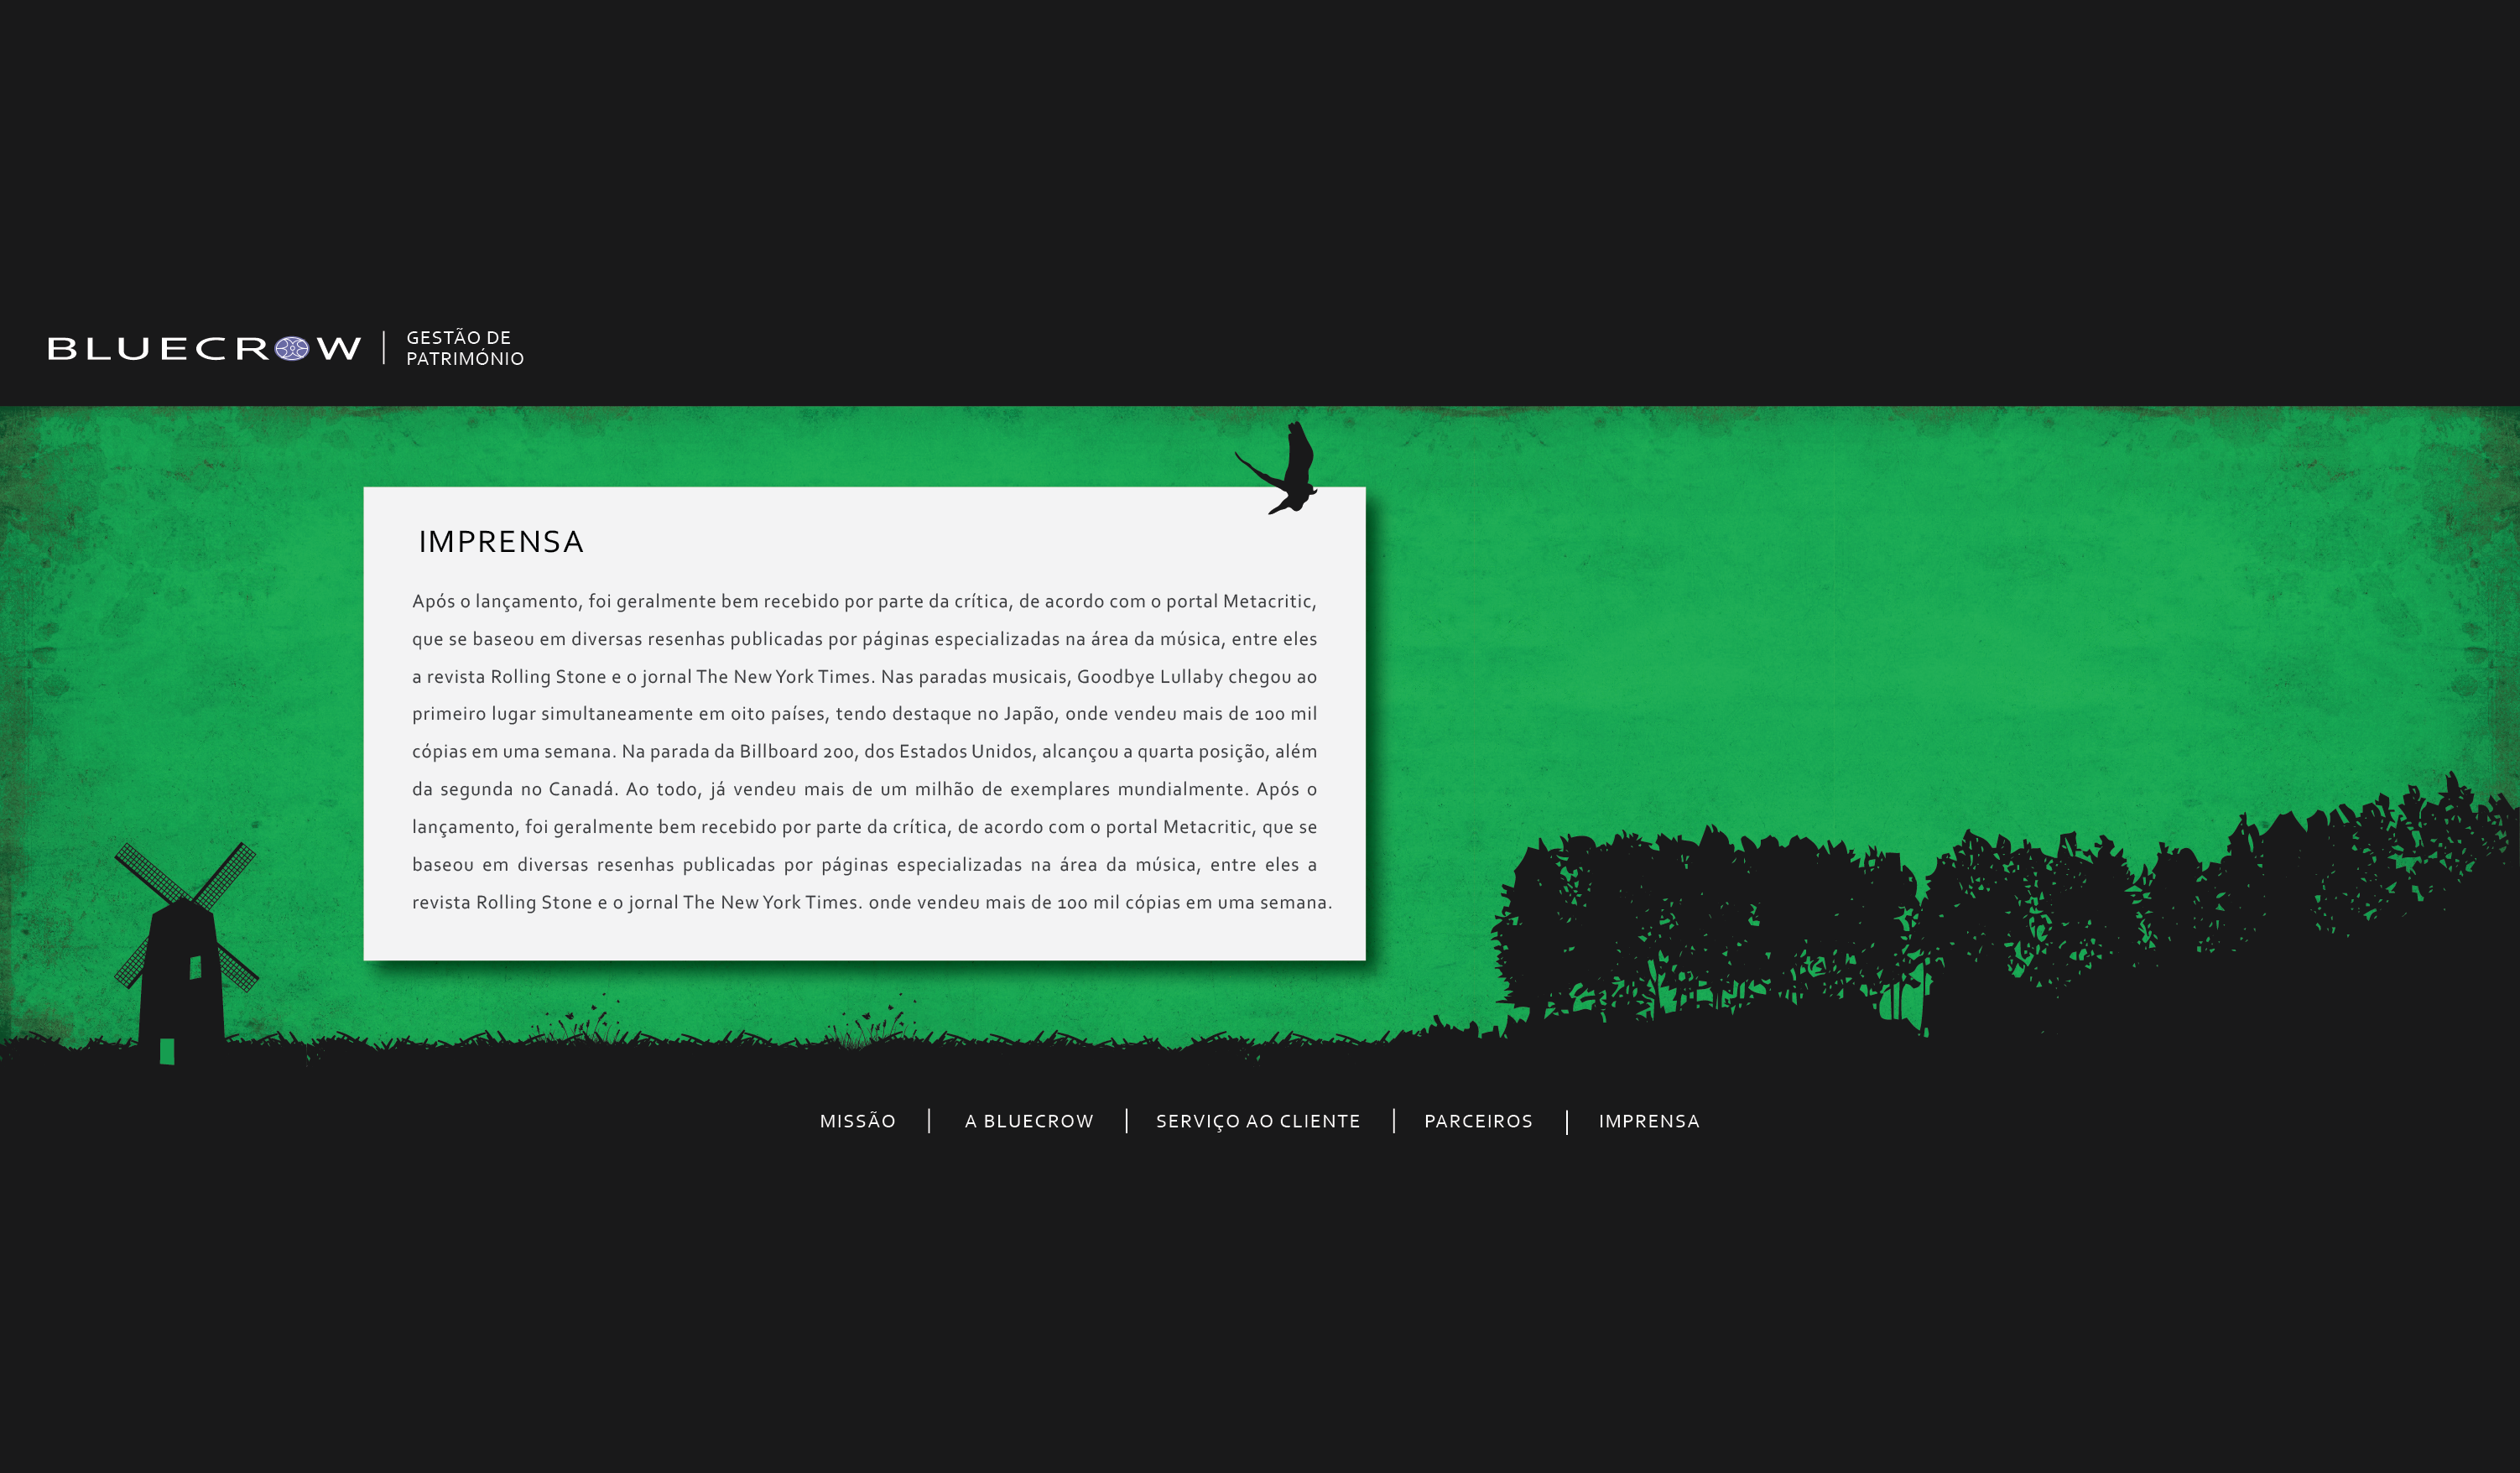 BLUECROW
GESTÃO DE
PATRIMÓNIO
IMPRENSA
Após o lançamento, foi geralmente bem recebido por parte da crítica, de acordo com o portal Metacritic,
que se baseou em diversas resenhas publicadas por páginas especializadas na área da música, entre eles
a revista Rolling Stone e o jornal The New York Times. Nas paradas musicais, Goodbye Lullaby chegou ao
primeiro lugar simultaneamente em oito países, tendo destaque no Japão, onde vendeu mais de 100 mil
cópias em uma semana. Na parada da Billboard 200, dos Estados Unidos, alcançou a quarta posição, além
da segunda no Canadá. Ao todo, já vendeu mais de um milhão de exemplares mundialmente. Após o
lançamento, foi geralmente bem recebido por parte da crítica, de acordo com o portal Metacritic, que se
baseou em diversas resenhas publicadas por páginas especializadas na área da música, entre eles a
revista Rolling Stone e o jornal The New York Times. onde vendeu mais de 100 mil cópias em uma semana.
MISSÃO | A BLUECROW | SERVIÇO AO CLIENTE | PARCEIROS | IMPRENSA